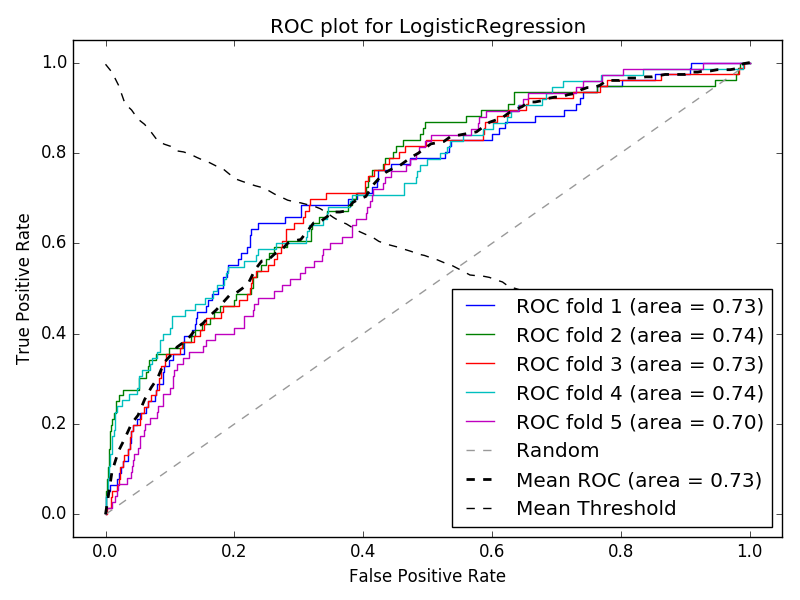 ROC plot for LogisticRegression
True Positive Rate
1.0
0.8
0.6
0.4
0.2
0.0
ROC fold 1 (area = 0.73)
ROC fold 2 (area = 0.74)
ROC fold 3 (area = 0.73)
ROC fold 4 (area = 0.74)
ROC fold 5 (area = 0.70)
Random
Mean ROC (area = 0.73)
Mean Threshold
0.0 0.2 0.4 0.6 0.8 1.0
False Positive Rate